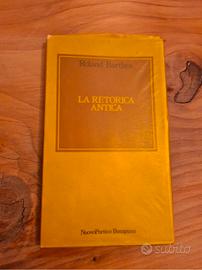 Roland Barthes
LA RETORICA
ANTICA
NuovoPortico Bompiani
subito